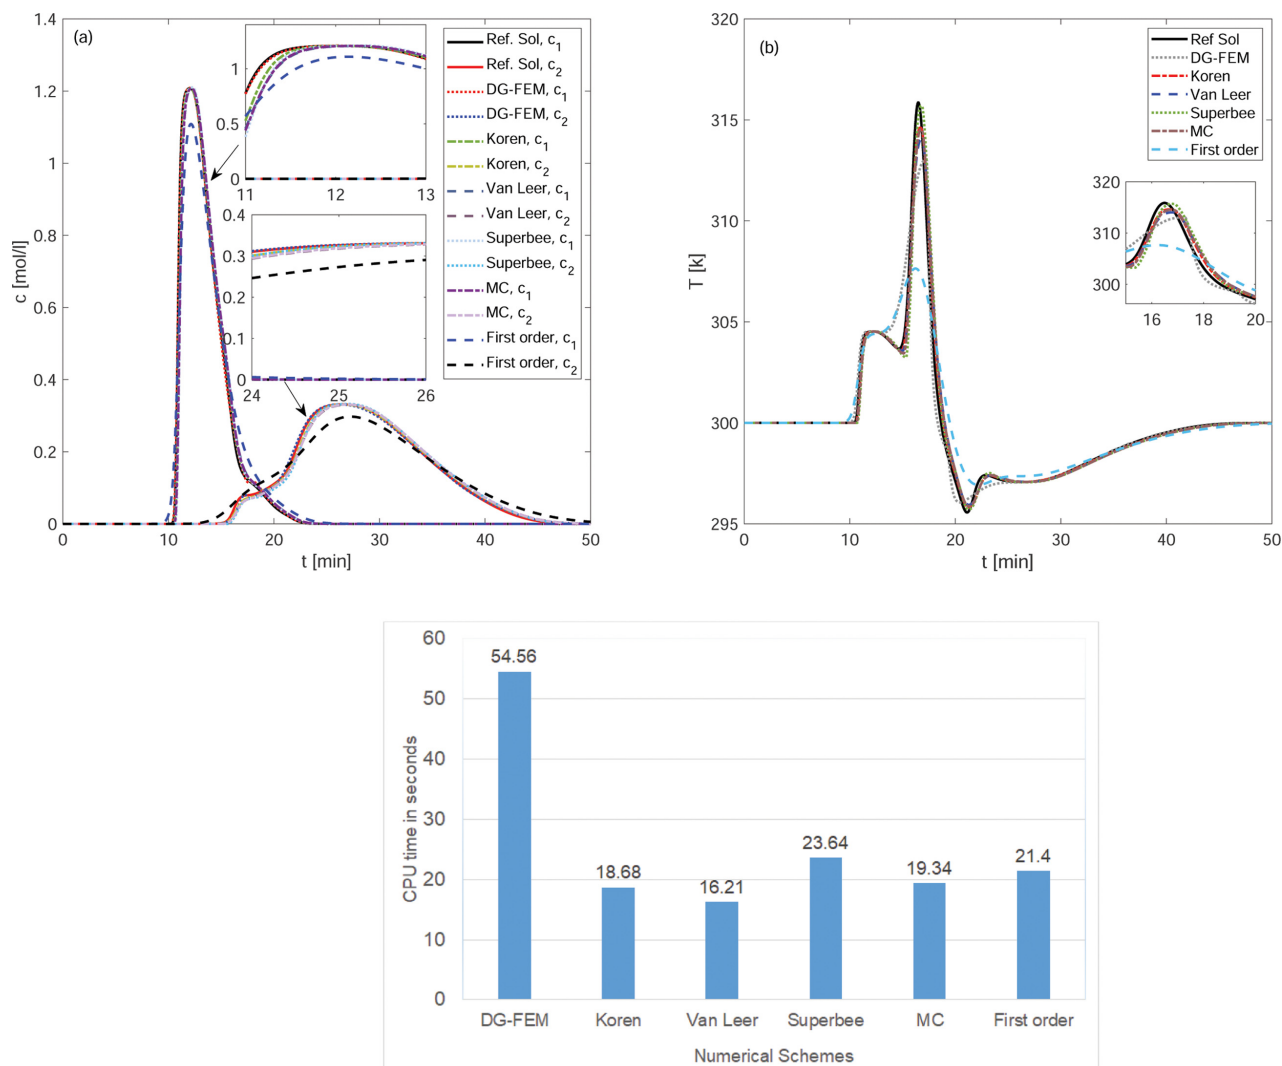 (a)
c [mol/l]
1.4
1.2
1
0.8
0.6
0.4
0.2
0
0
10
20
30
40
50
t [min]
1
0.5
0
11
12
13
0.4
0.3
0.2
0.1
0
24
25
26
Ref. Sol, c1
Ref. Sol, c2
DG-FEM, c1
DG-FEM, c2
Koren, c1
Koren, c2
Van Leer, c1
Van Leer, c2
Superbee, c1
Superbee, c2
MC, c1
MC, c2
First order, c1
First order, c2
(b)
T [k]
320
315
310
305
300
295
0
10
20
30
40
50
t [min]
Ref Sol
DG-FEM
Koren
Van Leer
Superbee
MC
First order
320
310
300
16
18
20
CPU time in seconds
60
50
40
30
20
10
0
54.56
18.68
16.21
23.64
19.34
21.4
DG-FEM
Koren
Van Leer
Superbee
MC
First order
Numerical Schemes